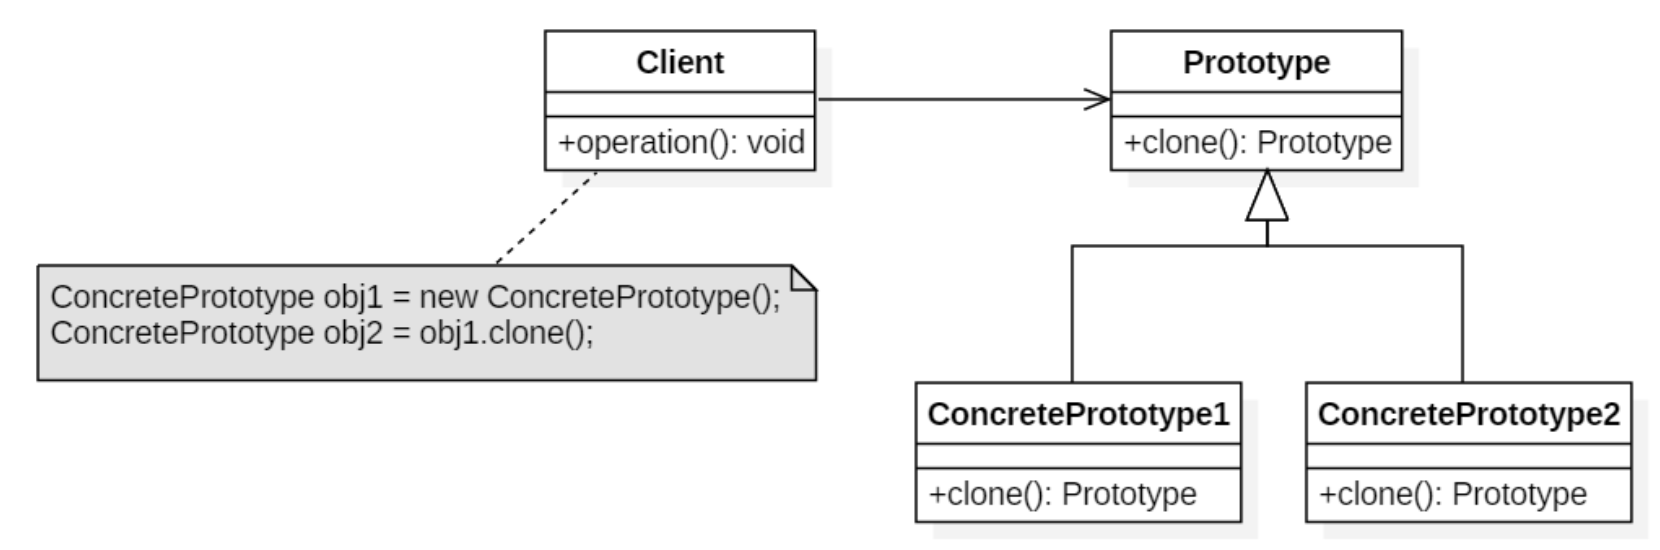 Client
+operation(): void
Prototype
+clone(): Prototype
ConcretePrototype obj1 = new ConcretePrototype();
ConcretePrototype obj2 = obj1.clone();
ConcretePrototype1
+clone(): Prototype
ConcretePrototype2
+clone(): Prototype